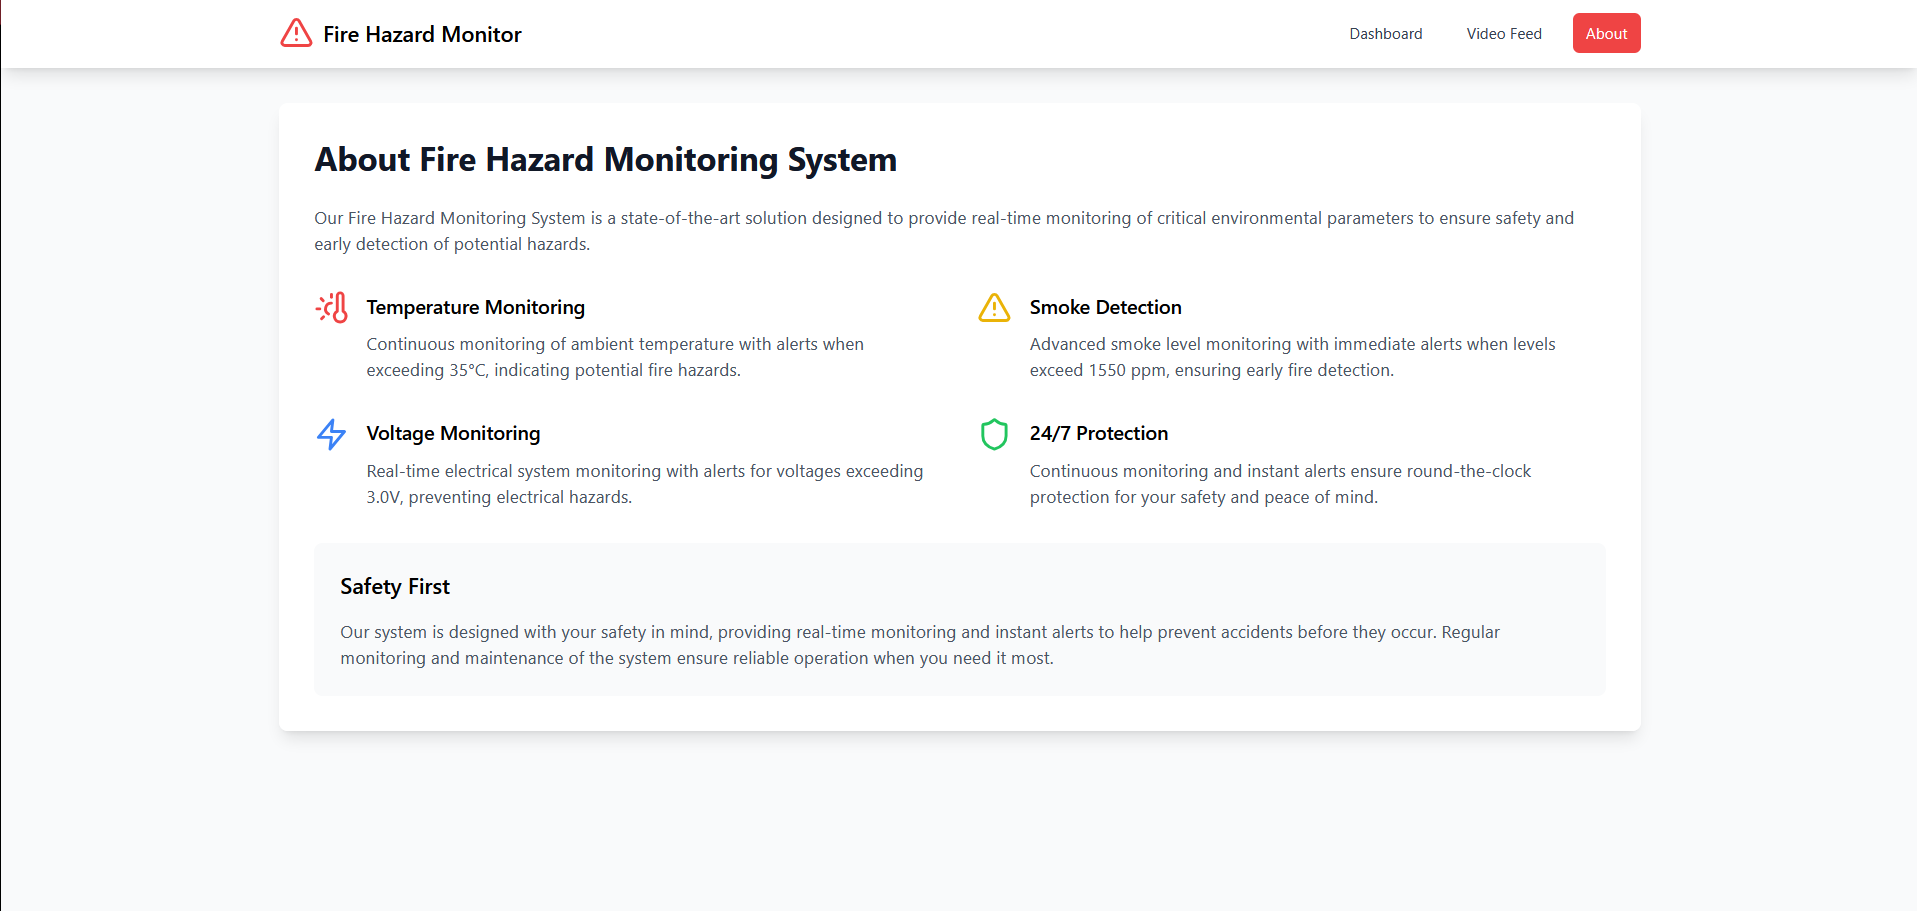 Fire Hazard Monitor
Dashboard
Video Feed
About
About Fire Hazard Monitoring System
Our Fire Hazard Monitoring System is a state-of-the-art solution designed to provide real-time monitoring of critical environmental parameters to ensure safety and
early detection of potential hazards.
Temperature Monitoring
Continuous monitoring of ambient temperature with alerts when
exceeding 35°C, indicating potential fire hazards.
Smoke Detection
Advanced smoke level monitoring with immediate alerts when levels
exceed 1550 ppm, ensuring early fire detection.
Voltage Monitoring
Real-time electrical system monitoring with alerts for voltages exceeding
3.0V, preventing electrical hazards.
24/7 Protection
Continuous monitoring and instant alerts ensure round-the-clock
protection for your safety and peace of mind.
Safety First
Our system is designed with your safety in mind, providing real-time monitoring and instant alerts to help prevent accidents before they occur. Regular
monitoring and maintenance of the system ensure reliable operation when you need it most.